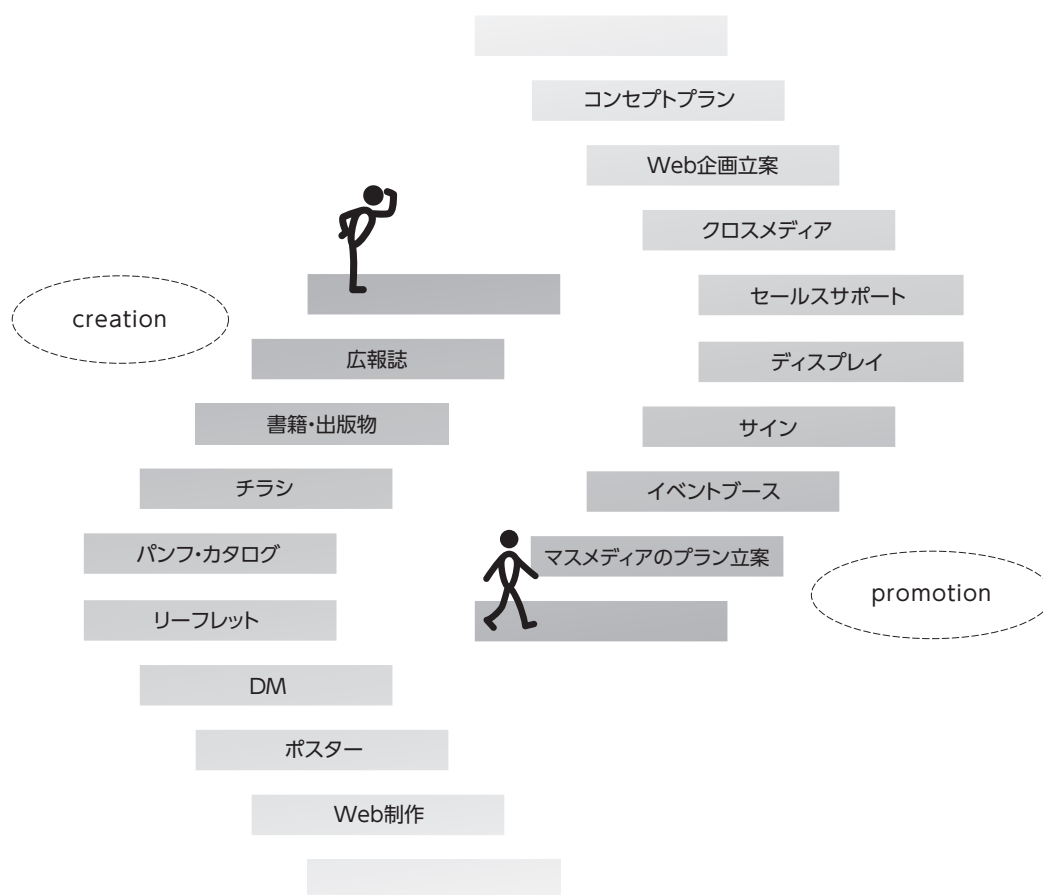 コンセプトプラン
Web企画立案
クロスメディア
セールスサポート
ディスプレイ
サイン
イベントブース
マスメディアのプラン立案
promotion
creation
広報誌
書籍・出版物
チラシ
パンフ・カタログ
リーフレット
DM
ポスター
Web制作